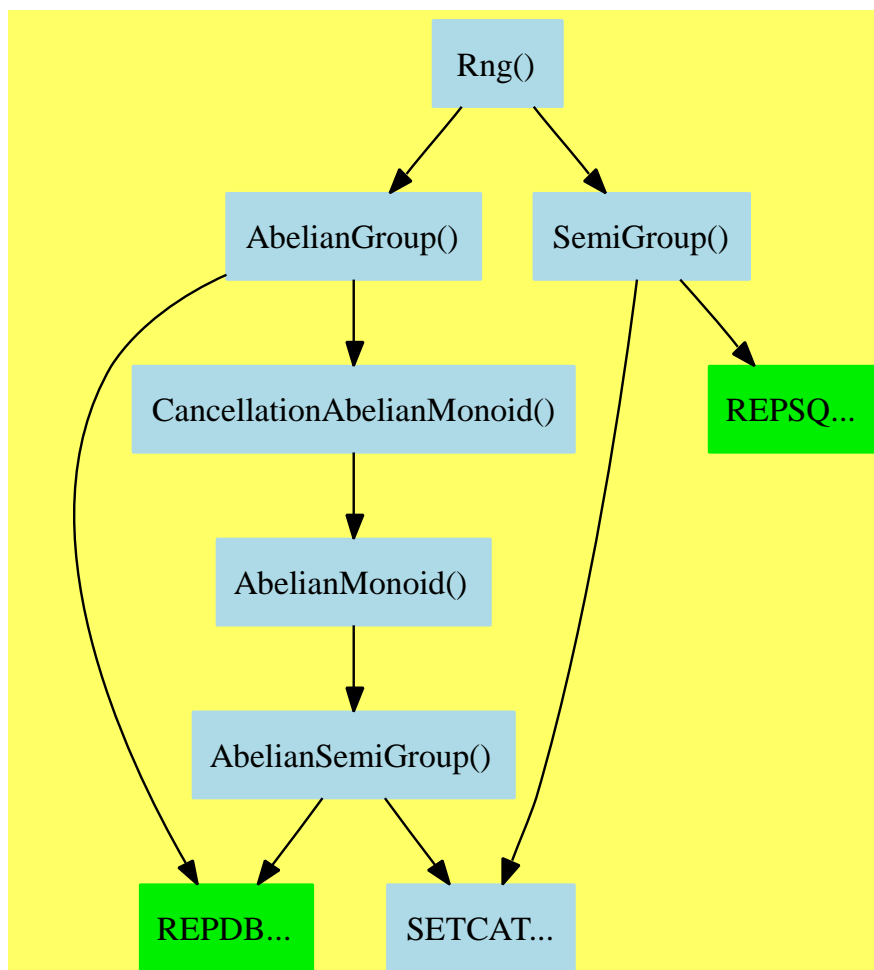 Rng()
AbelianGroup()
SemiGroup()
CancellationAbelianMonoid()
REPSQ...
AbelianMonoid()
AbelianSemiGroup()
REPDB...
SETCAT...